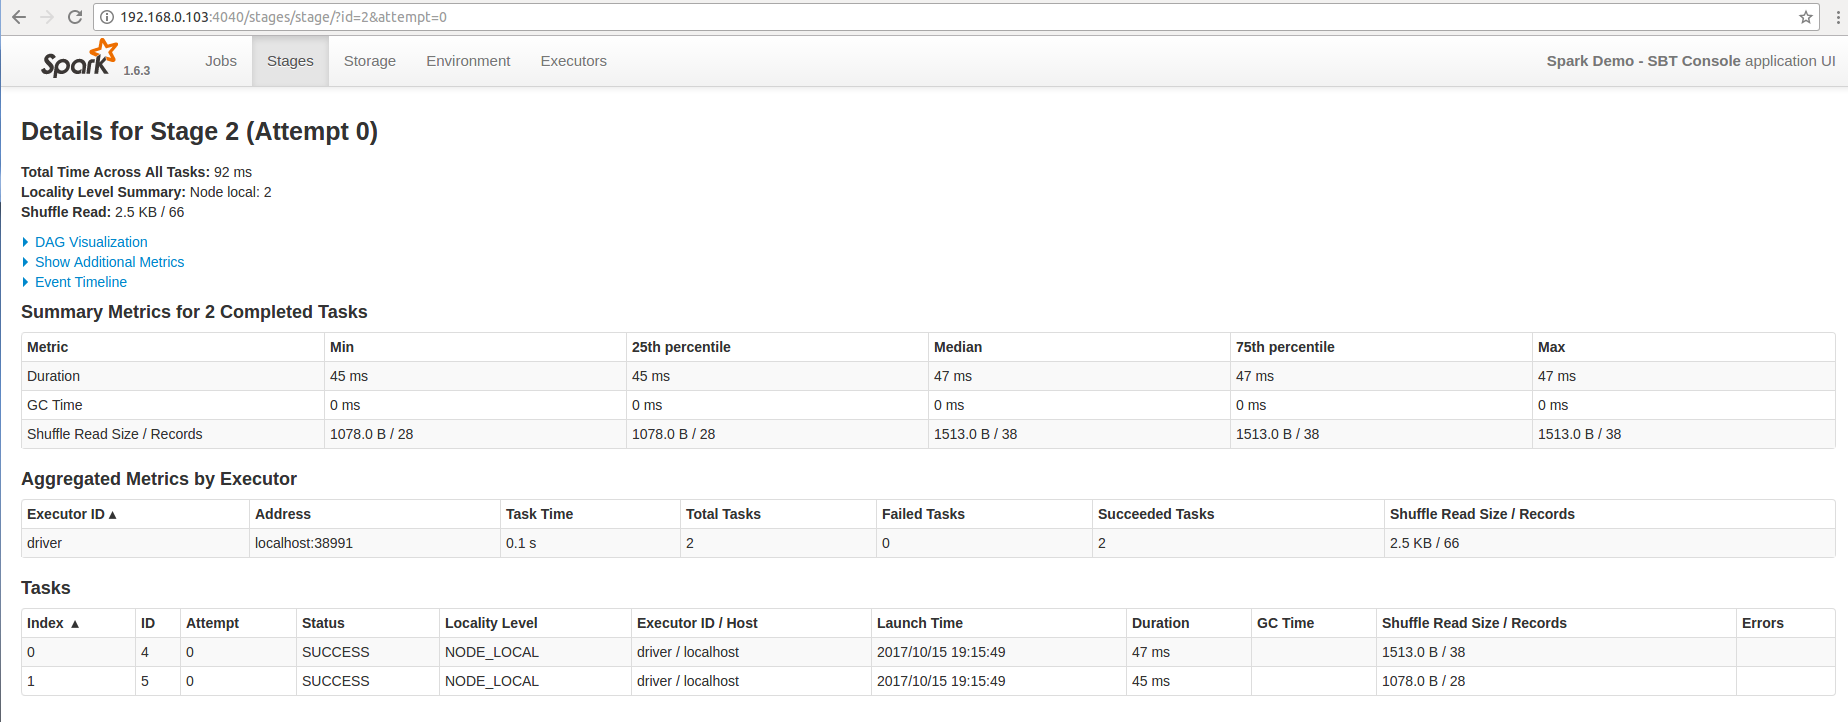 192.168.0.103:4040/stages/stage/?id=2&attempt=0
Spark 1.6.3 Jobs Stages Storage Environment Executors Spark Demo - SBT Console application UI
Details for Stage 2 (Attempt 0)
Total Time Across All Tasks: 92 ms
Locality Level Summary: Node local: 2
Shuffle Read: 2.5 KB / 66
DAG Visualization
Show Additional Metrics
Event Timeline
Summary Metrics for 2 Completed Tasks
Metric Min 25th percentile Median 75th percentile Max
Duration 45 ms 45 ms 47 ms 47 ms 47 ms
GC Time 0 ms 0 ms 0 ms 0 ms 0 ms
Shuffle Read Size / Records 1078.0 B / 28 1078.0 B / 28 1513.0 B / 38 1513.0 B / 38 1513.0 B / 38
Aggregated Metrics by Executor
Executor ID ▴ Address Task Time Total Tasks Failed Tasks Succeeded Tasks Shuffle Read Size / Records
driver localhost:38991 0.1 s 2 0 2 2.5 KB / 66
Tasks
Index ▴ ID Attempt Status Locality Level Executor ID / Host Launch Time Duration GC Time Shuffle Read Size / Records Errors
0 4 0 SUCCESS NODE_LOCAL driver / localhost 2017/10/15 19:15:49 47 ms 1513.0 B / 38
1 5 0 SUCCESS NODE_LOCAL driver / localhost 2017/10/15 19:15:49 45 ms 1078.0 B / 28